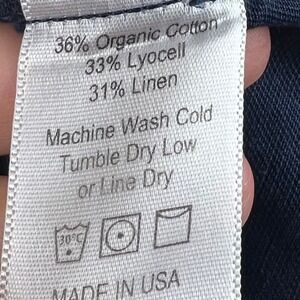 36% Organic Cotton
33% Lyocell
31% Linen
Machine Wash Cold
Tumble Dry Low
or Line Dry
30°C
MADE IN USA